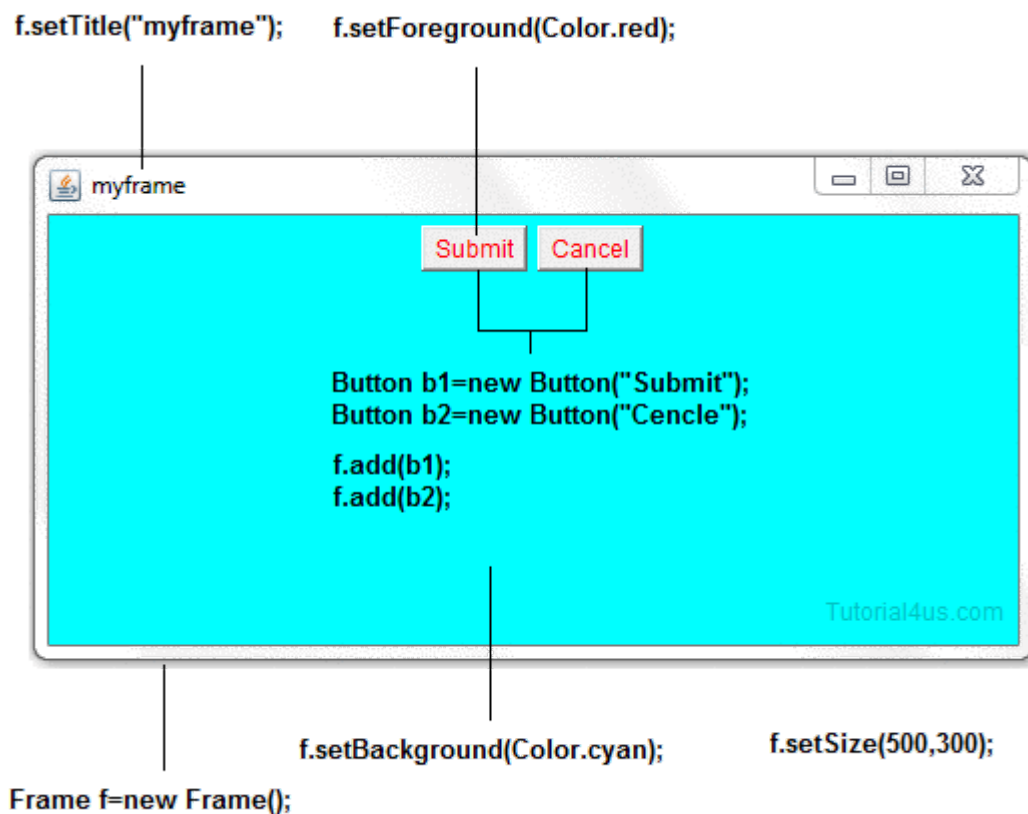 f.setTitle("myframe"); f.setForeground(Color.red);
myframe
Submit Cancel
Button b1=new Button("Submit");
Button b2=new Button("Cencle");
f.add(b1);
f.add(b2);
Tutorial4us.com
f.setBackground(Color.cyan); f.setSize(500,300);
Frame f=new Frame();